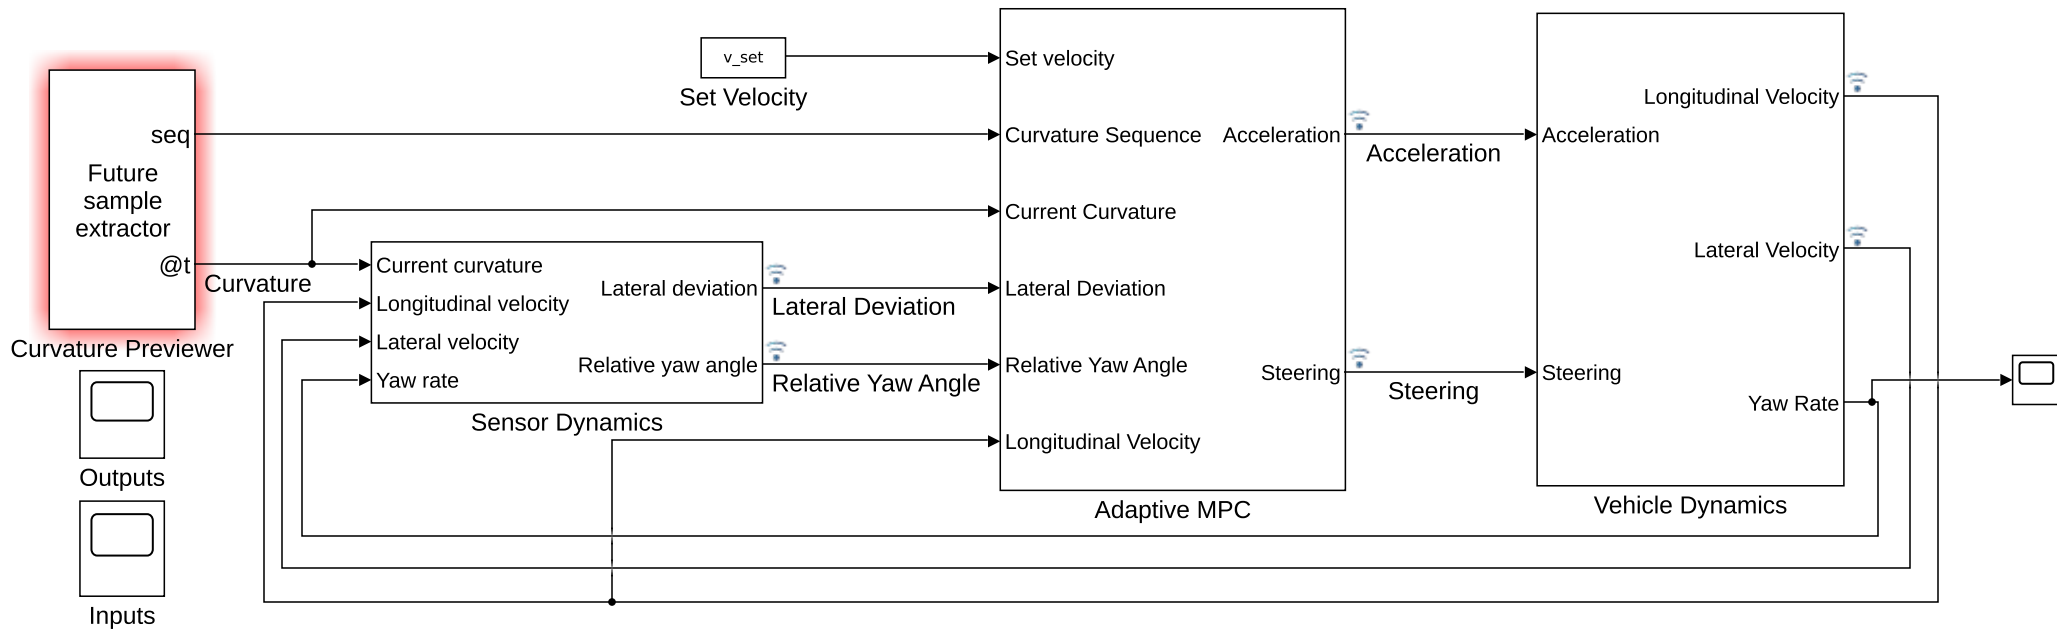 seq
Future
sample
extractor
@t
Curvature
Curvature Previewer
Outputs
Inputs
v_set
Set Velocity
Current curvature
Longitudinal velocity
Lateral velocity
Yaw rate
Lateral deviation
Relative yaw angle
Sensor Dynamics
Lateral Deviation
Relative Yaw Angle
Set velocity
Curvature Sequence
Current Curvature
Lateral Deviation
Relative Yaw Angle
Longitudinal Velocity
Acceleration
Steering
Adaptive MPC
Acceleration
Steering
Acceleration
Steering
Longitudinal Velocity
Lateral Velocity
Yaw Rate
Vehicle Dynamics